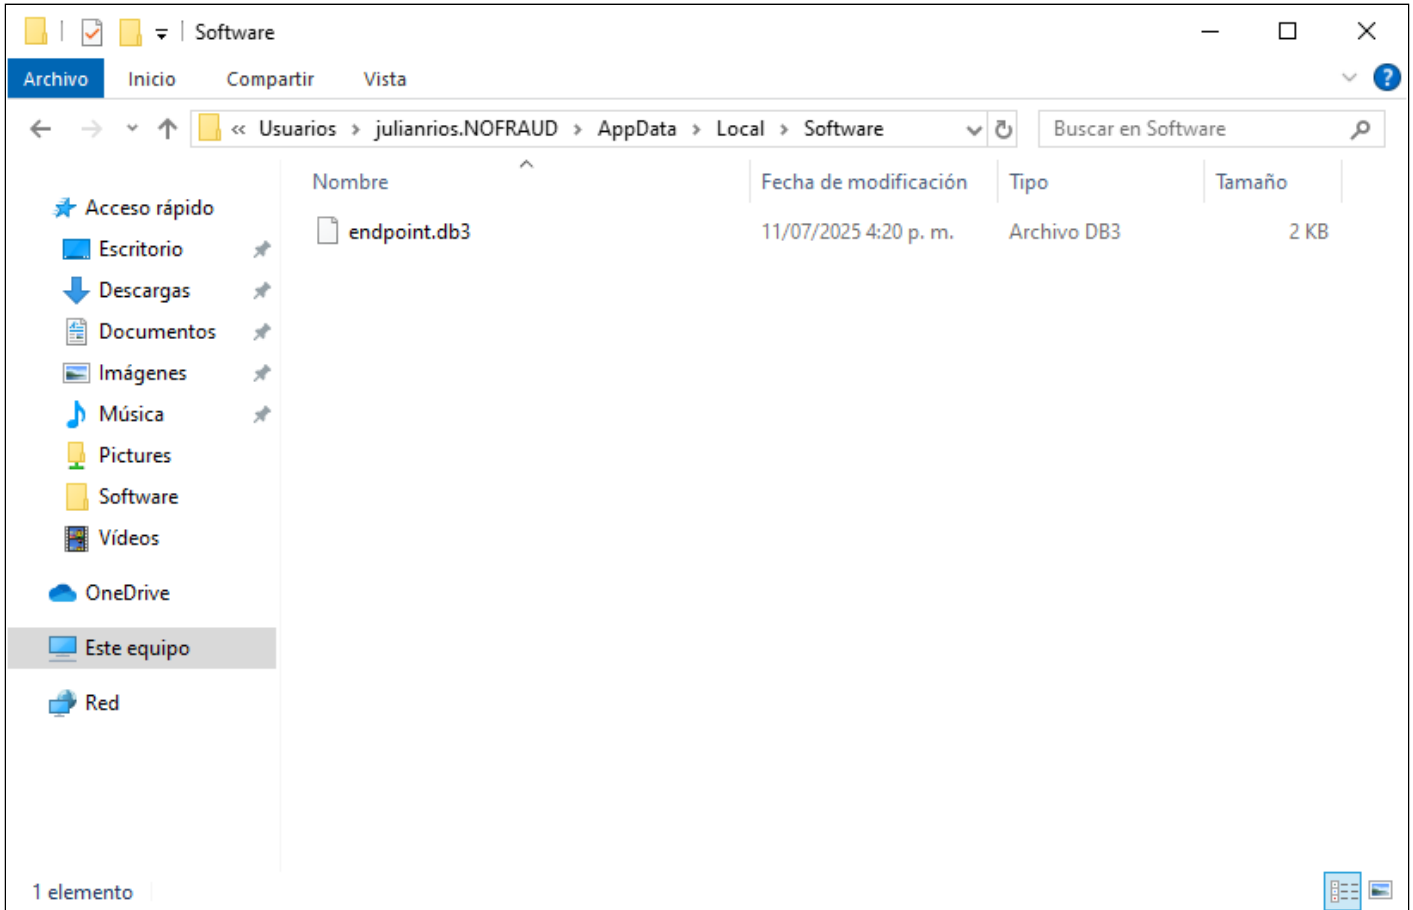 Software
Archivo Inicio Compartir Vista
« Usuarios > julianrios.NOFRAUD > AppData > Local > Software
Buscar en Software
Nombre Fecha de modificación Tipo Tamaño
endpoint.db3 11/07/2025 4:20 p. m. Archivo DB3 2 KB
Acceso rápido
Escritorio
Descargas
Documentos
Imágenes
Música
Pictures
Software
Vídeos
OneDrive
Este equipo
Red
1 elemento